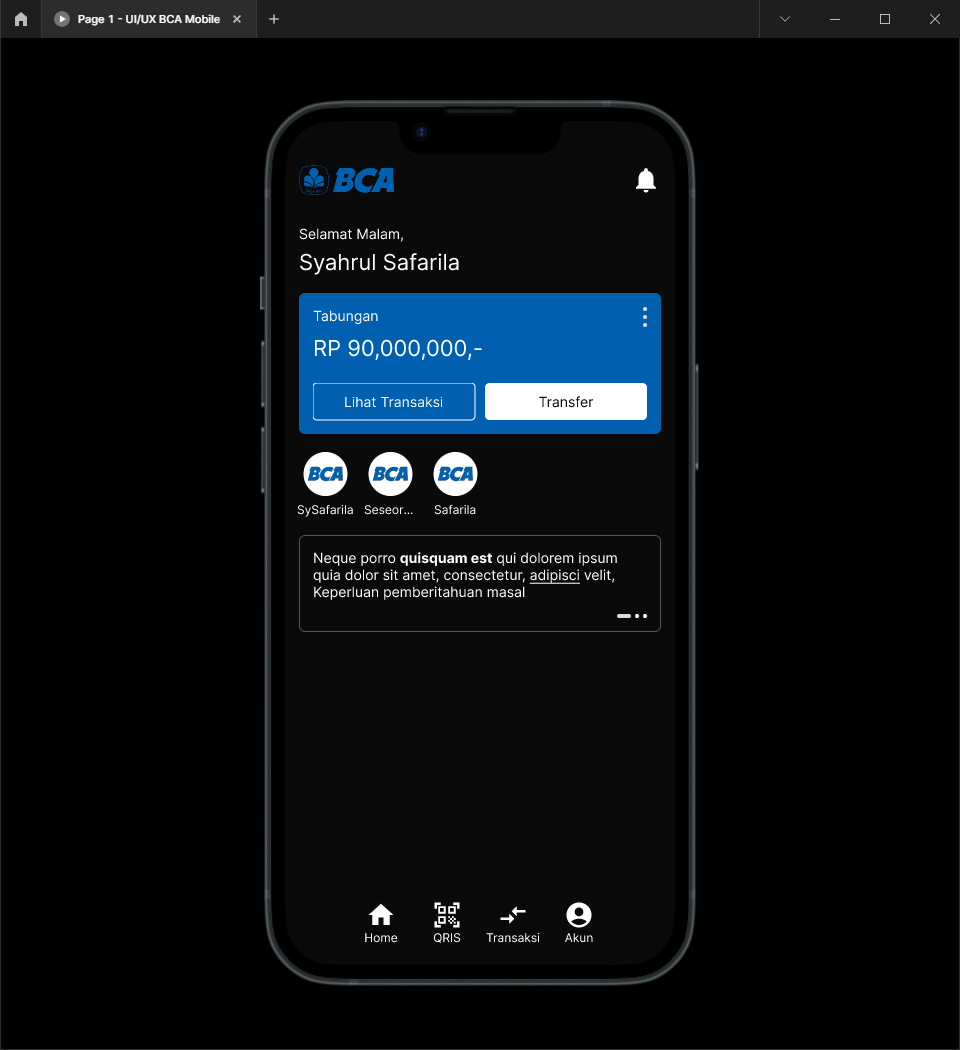 Page 1 - UI/UX BCA Mobile
BCA
Selamat Malam,
Syahrul Safarila
Tabungan
RP 90,000,000,-
Lihat Transaksi
Transfer
BCA
BCA
BCA
SySafarila
Seseor...
Safarila
Neque porro quisquam est qui dolorem ipsum
quia dolor sit amet, consectetur, adipisci velit,
Keperluan pemberitahuan masal
Home
QRIS
Transaksi
Akun